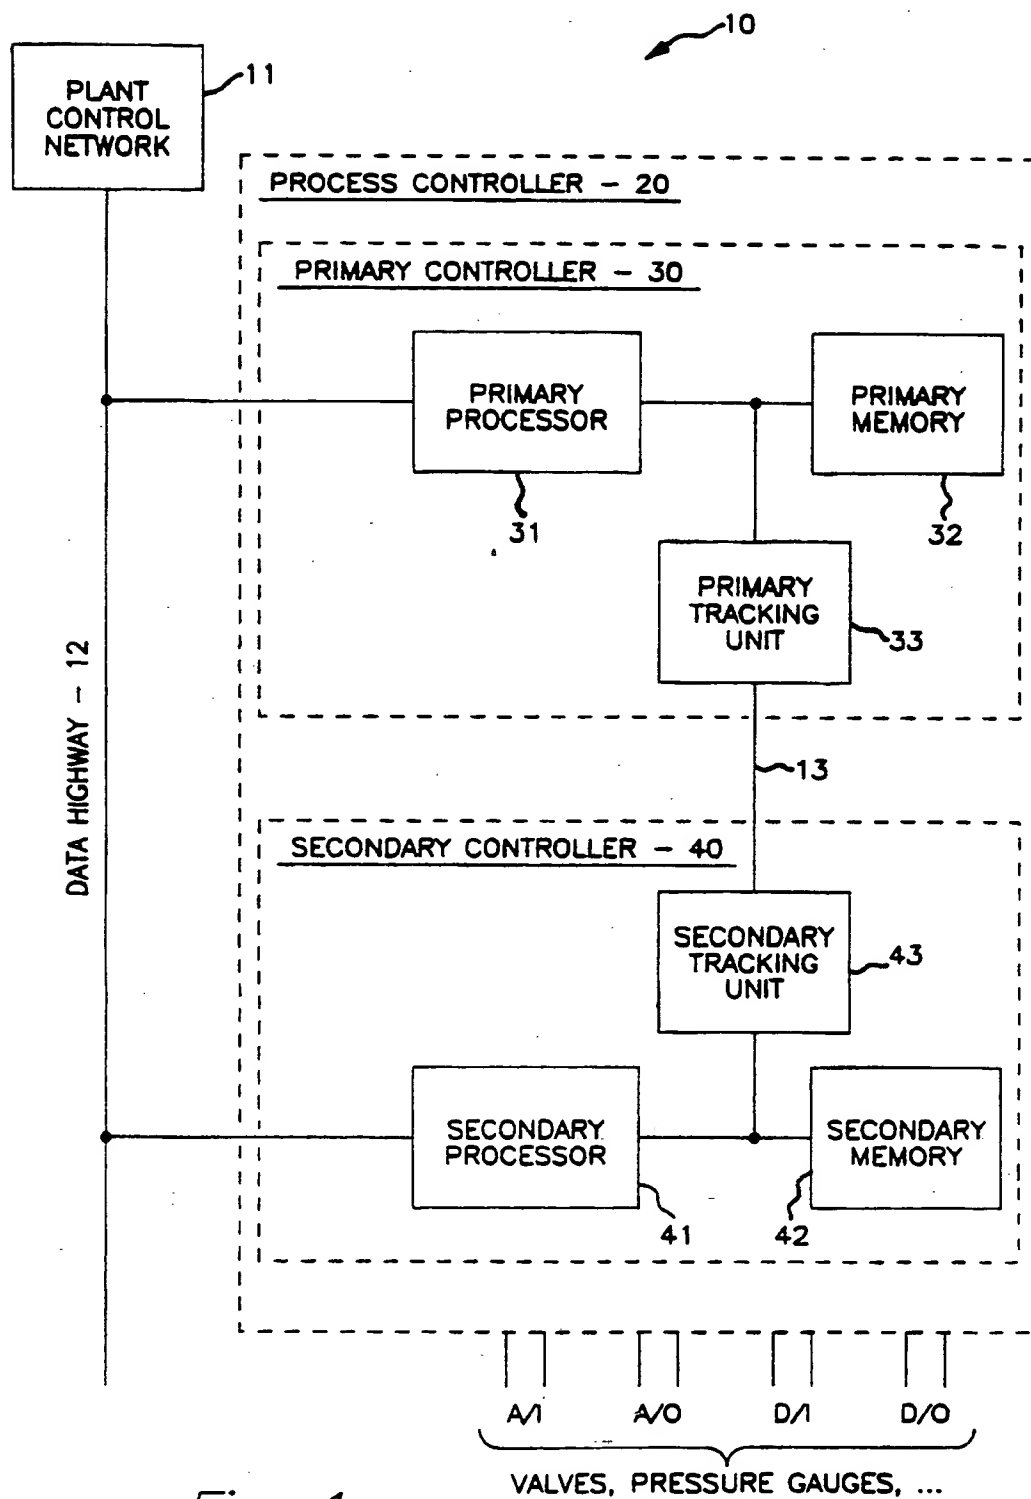 10
PLANT
CONTROL
NETWORK
11
PROCESS CONTROLLER - 20
PRIMARY CONTROLLER - 30
PRIMARY
PROCESSOR
31
PRIMARY
MEMORY
32
PRIMARY
TRACKING
UNIT
33
DATA HIGHWAY - 12
13
SECONDARY CONTROLLER - 40
SECONDARY
TRACKING
UNIT
43
SECONDARY
PROCESSOR
41
SECONDARY
MEMORY
42
A/I A/O D/I D/O
VALVES, PRESSURE GAUGES, ...
Fig. 1